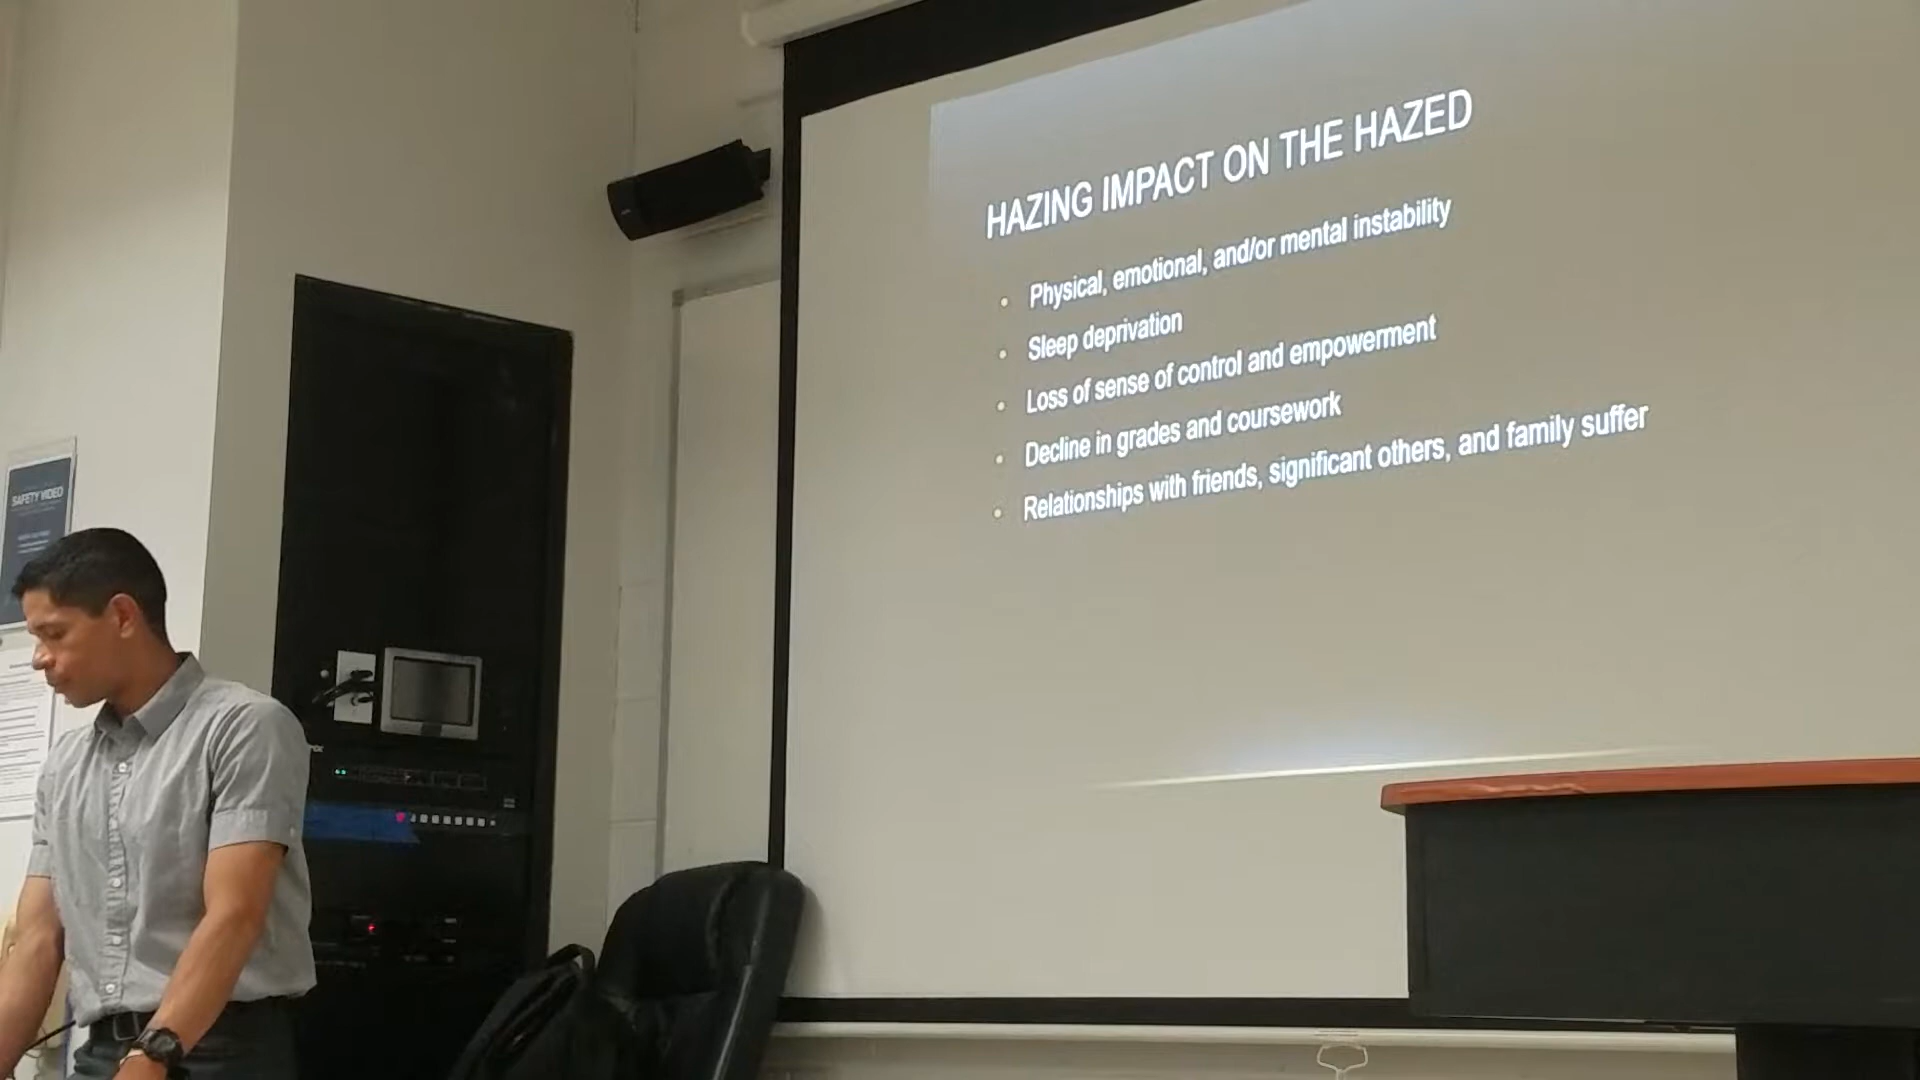 HAZING IMPACT ON THE HAZED
• Physical, emotional, and/or mental instability
• Sleep deprivation
• Loss of sense of control and empowerment
• Decline in grades and coursework
• Relationships with friends, significant others, and family suffer
SAFETY VIDEO